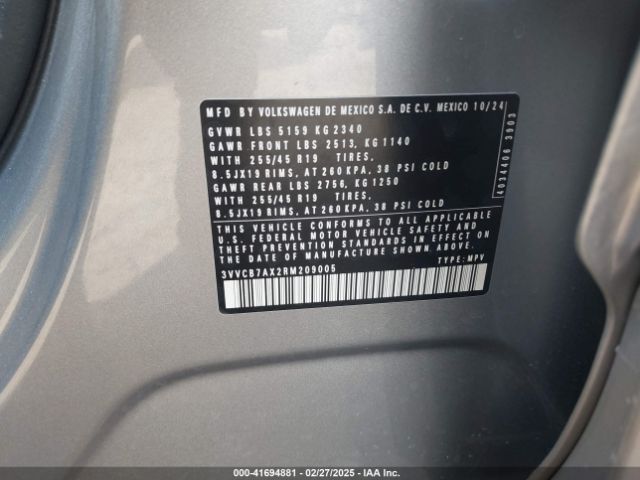 MFD BY VOLKSWAGEN DE MEXICO S.A. DE C.V. MEXICO 10/24
GVWR LBS 5159 KG 2340
GAWR FRONT LBS 2513, KG 1140
WITH 255/45 R19 TIRES.
8.5JX19 RIMS, AT 260 KPA, 38 PSI COLD
GAWR REAR LBS 2756, KG 1250
WITH 255/45 R19 TIRES.
8.5JX19 RIMS, AT 260 KPA, 38 PSI COLD
THIS VEHICLE CONFORMS TO ALL APPLICABLE
U.S. FEDERAL MOTOR VEHICLE SAFETY AND
THEFT PREVENTION STANDARDS IN EFFECT ON
THE DATE OF MANUFACTURE SHOWN ABOVE.
3VVCB7AX2RM209005 TYPE: MPV
4034406 3903
000-41694881 / 02/27/2025 / IAA Inc.